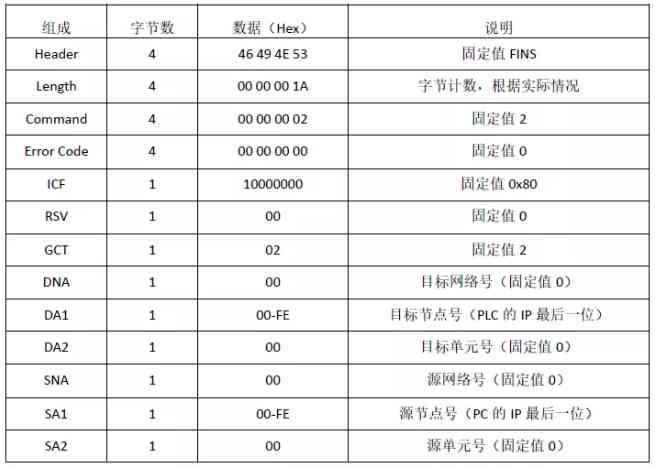 组成 字节数 数据（Hex） 说明
Header 4 46 49 4E 53 固定值 FINS
Length 4 00 00 00 1A 字节计数，根据实际情况
Command 4 00 00 00 02 固定值 2
Error Code 4 00 00 00 00 固定值 0
ICF 1 10000000 固定值 0x80
RSV 1 00 固定值 0
GCT 1 02 固定值 2
DNA 1 00 目标网络号（固定值 0）
DA1 1 00-FE 目标节点号（PLC 的 IP 最后一位）
DA2 1 00 目标单元号（固定值 0）
SNA 1 00 源网络号（固定值 0）
SA1 1 00-FE 源节点号（PC 的 IP 最后一位）
SA2 1 00 源单元号（固定值 0）